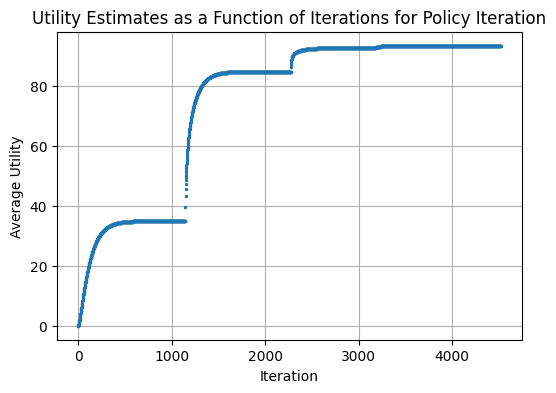 Utility Estimates as a Function of Iterations for Policy Iteration
Average Utility
80
60
40
20
0
0 1000 2000 3000 4000
Iteration